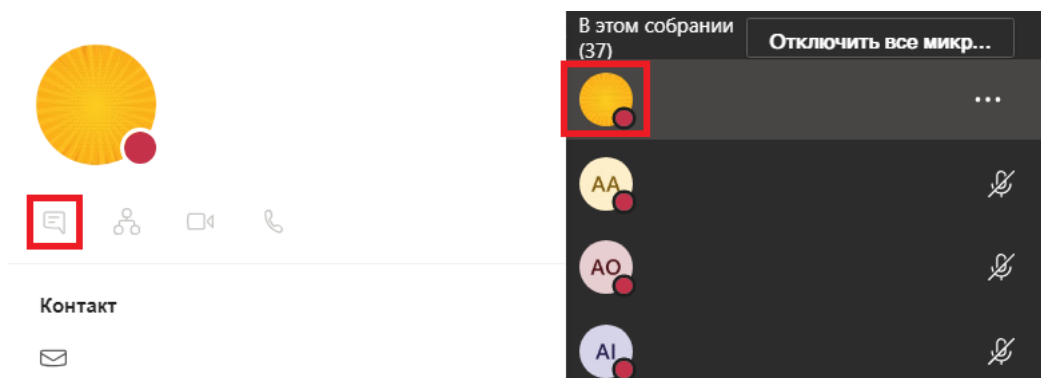 Контакт
В этом собрании
(37)
Отключить все микр...
AA
AO
AI